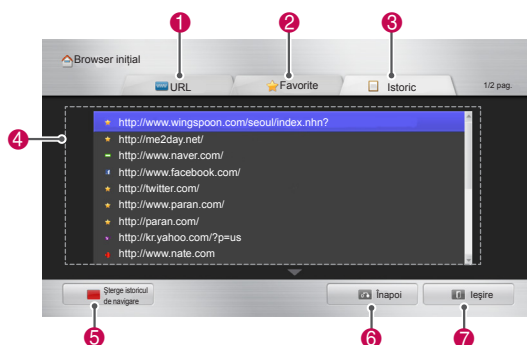 1 2 3
Browser inițial
URL Favorite Istoric 1/2 pag.
4
http://www.wingspoon.com/seoul/index.nhn?
http://me2day.net/
http://www.naver.com/
http://www.facebook.com/
http://twitter.com/
http://www.paran.com/
http://paran.com/
http://kr.yahoo.com/?p=us
http://www.nate.com
Șterge istoricul
de navigare
Înapoi Ieșire
5 6 7